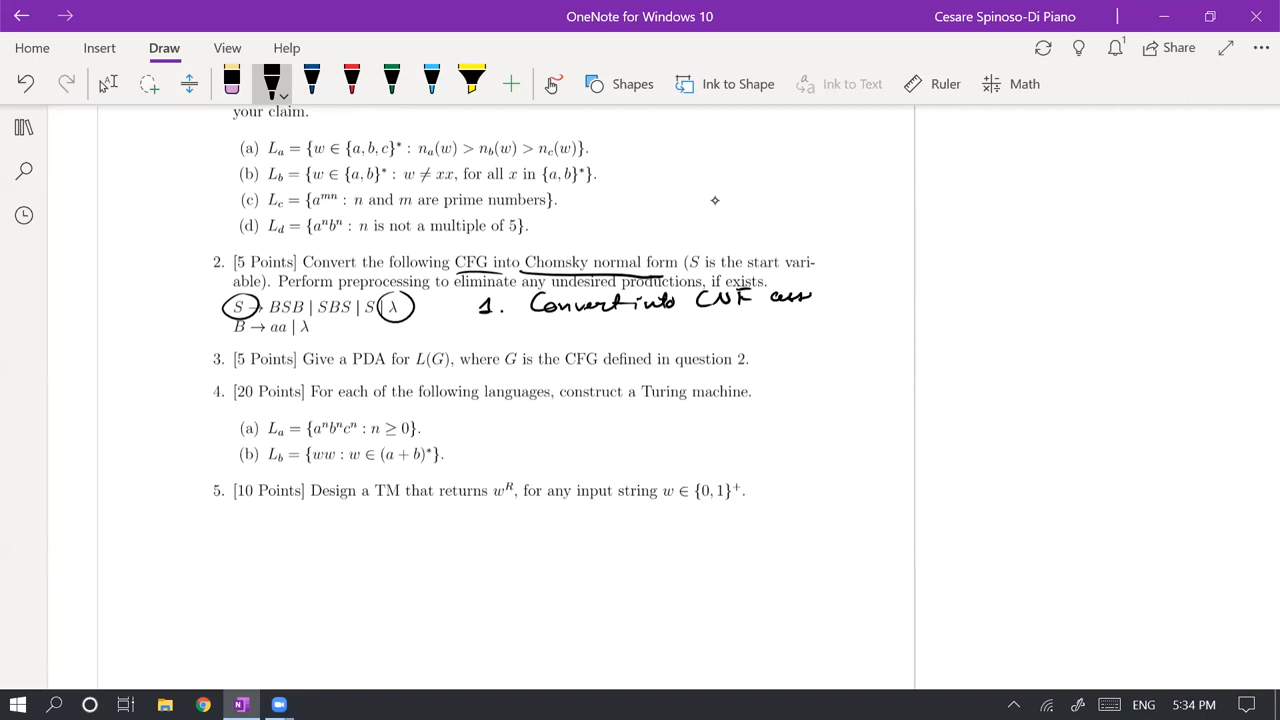 OneNote for Windows 10
Cesare Spinoso-Di Piano
Home Insert Draw View Help
1 Share
Shapes Ink to Shape Ink to Text Ruler Math
your claim.
(a) Lₐ = {w ∈ {a, b, c}* : nₐ(w) > n_b(w) > n_c(w)}.
(b) L_b = {w ∈ {a, b}* : w ≠ xx, for all x in {a, b}*}.
(c) L_c = {a^{mn} : n and m are prime numbers}.
(d) L_d = {aⁿbⁿ : n is not a multiple of 5}.
2. [5 Points] Convert the following CFG into Chomsky normal form (S is the start vari-
able). Perform preprocessing to eliminate any undesired productions, if exists.
S → BSB | SBS | S | λ 1. Convert into CNF
B → aa | λ
3. [5 Points] Give a PDA for L(G), where G is the CFG defined in question 2.
4. [20 Points] For each of the following languages, construct a Turing machine.
(a) Lₐ = {aⁿbⁿcⁿ : n ≥ 0}.
(b) L_b = {ww : w ∈ (a + b)*}.
5. [10 Points] Design a TM that returns w^R, for any input string w ∈ {0, 1}⁺.
ENG 5:34 PM